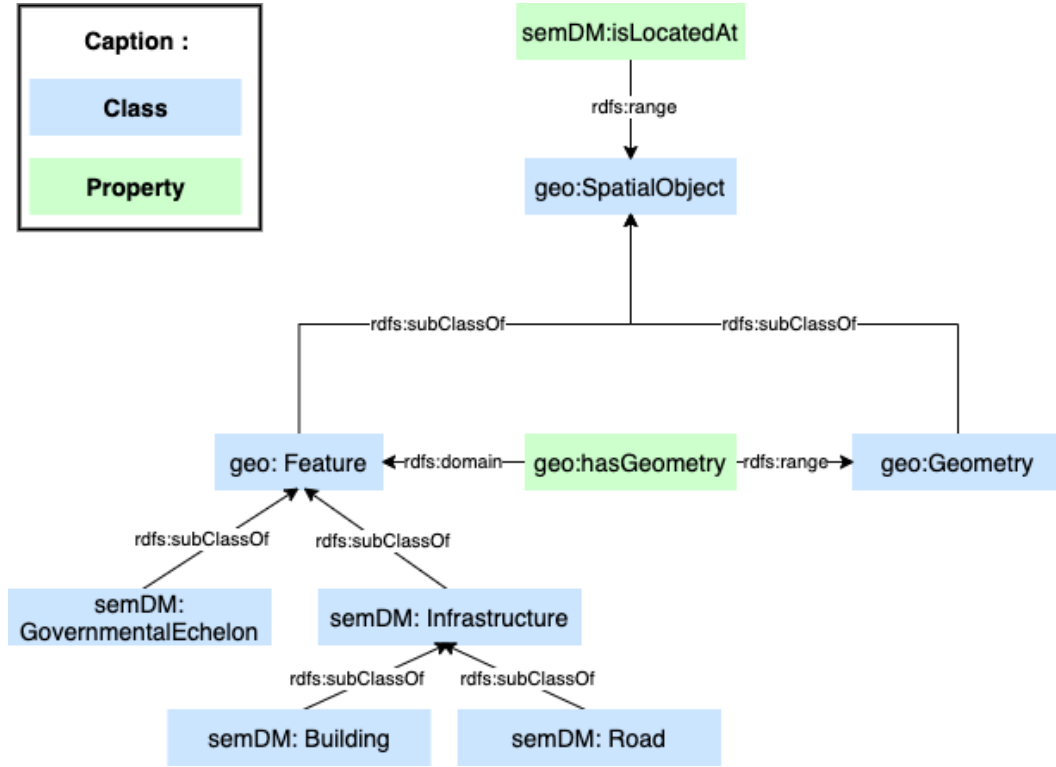 Caption :
Class
Property
semDM:isLocatedAt
rdfs:range
geo:SpatialObject
rdfs:subClassOf
rdfs:subClassOf
geo: Feature
rdfs:domain
geo:hasGeometry
rdfs:range
geo:Geometry
rdfs:subClassOf
rdfs:subClassOf
semDM:
GovernmentalEchelon
semDM: Infrastructure
rdfs:subClassOf
rdfs:subClassOf
semDM: Building
semDM: Road